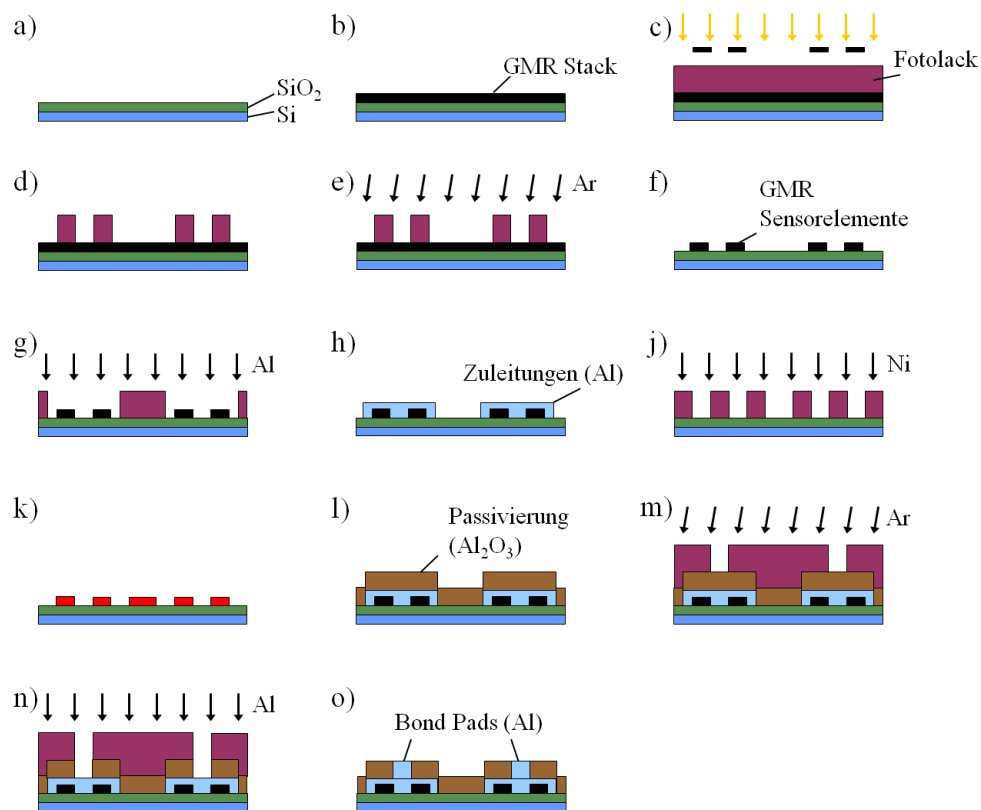 a)
SiO₂
Si
b)
GMR Stack
c)
Fotolack
d)
e)
Ar
f)
GMR
Sensorelemente
g)
Al
h)
Zuleitungen (Al)
j)
Ni
k)
l)
Passivierung
(Al₂O₃)
m)
Ar
n)
Al
o)
Bond Pads (Al)